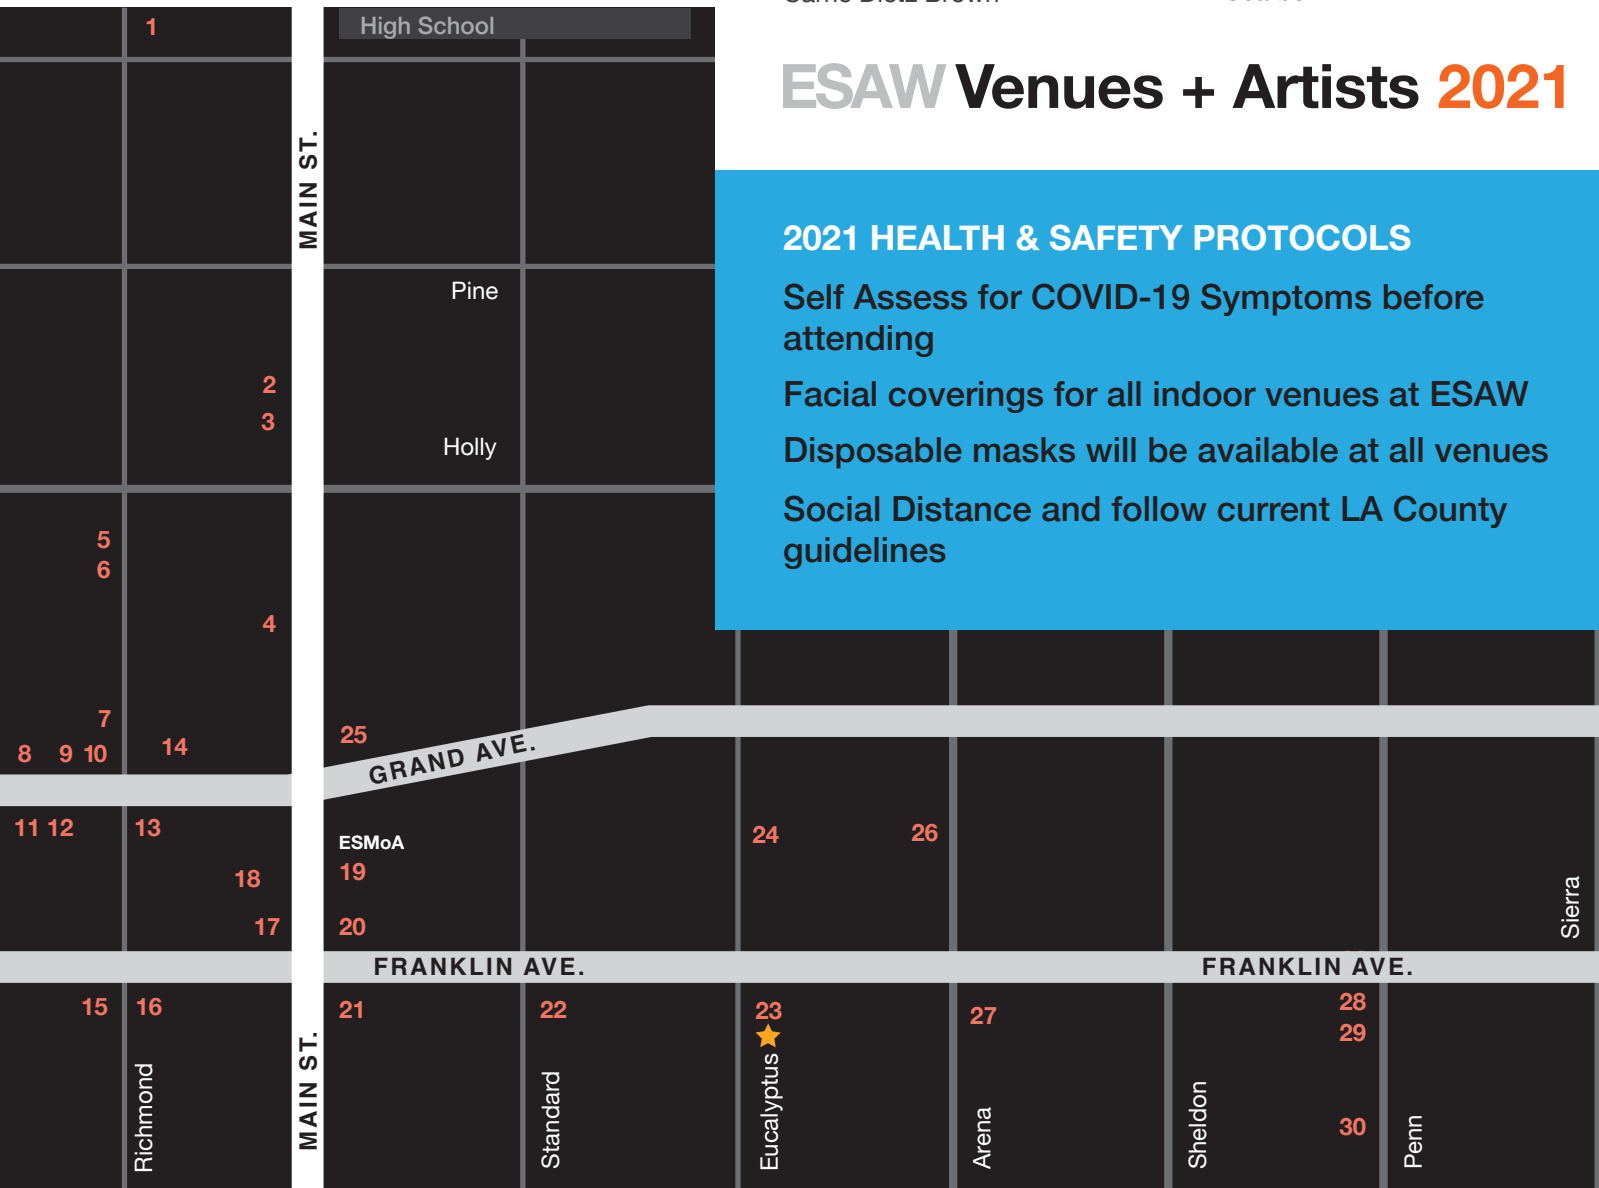 1
High School
ESAW Venues + Artists 2021
MAIN ST.
2021 HEALTH & SAFETY PROTOCOLS
Self Assess for COVID-19 Symptoms before
attending
Facial coverings for all indoor venues at ESAW
Disposable masks will be available at all venues
Social Distance and follow current LA County
guidelines
Pine
2
3
Holly
5
6
4
7
8 9 10
14
25
GRAND AVE.
11 12
13
ESMoA
24
26
18
19
17
20
Sierra
FRANKLIN AVE.
FRANKLIN AVE.
15
16
21
22
23
27
28
29
30
Richmond
MAIN ST.
Standard
Eucalyptus
Arena
Sheldon
Penn